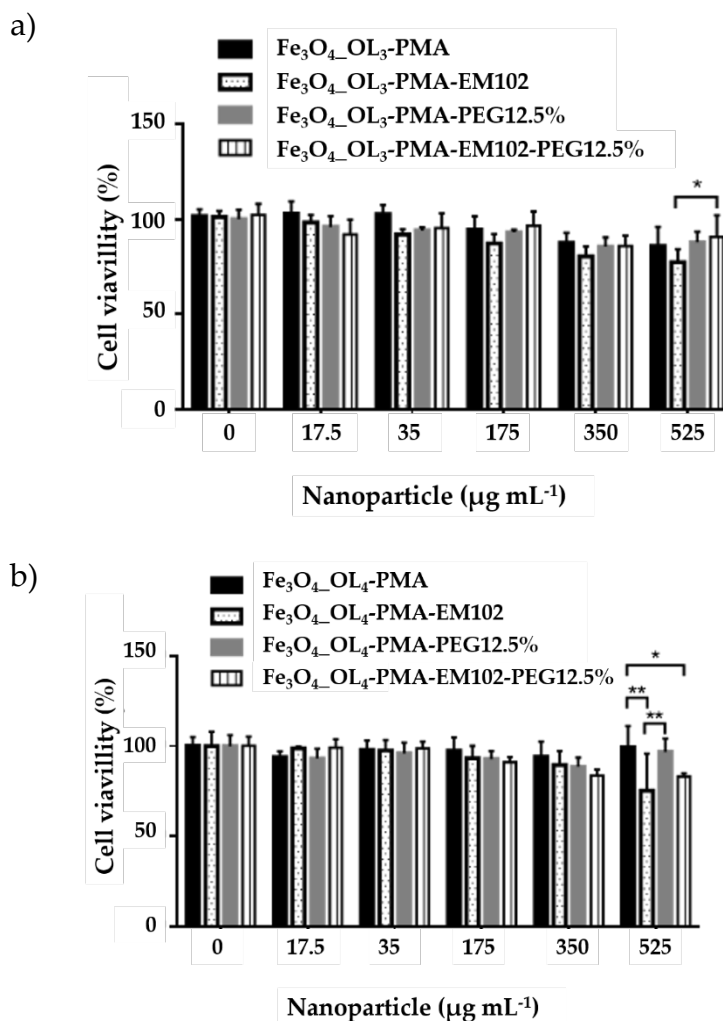 a)
Fe₃O₄_OL₃-PMA
Fe₃O₄_OL₃-PMA-EM102
Fe₃O₄_OL₃-PMA-PEG12.5%
Fe₃O₄_OL₃-PMA-EM102-PEG12.5%
Cell viavillity (%)
150
100
50
0
*
0 17.5 35 175 350 525
Nanoparticle (µg mL⁻¹)
b)
Fe₃O₄_OL₄-PMA
Fe₃O₄_OL₄-PMA-EM102
Fe₃O₄_OL₄-PMA-PEG12.5%
Fe₃O₄_OL₄-PMA-EM102-PEG12.5%
Cell viavillity (%)
150
100
50
0
*
**
**
0 17.5 35 175 350 525
Nanoparticle (µg mL⁻¹)